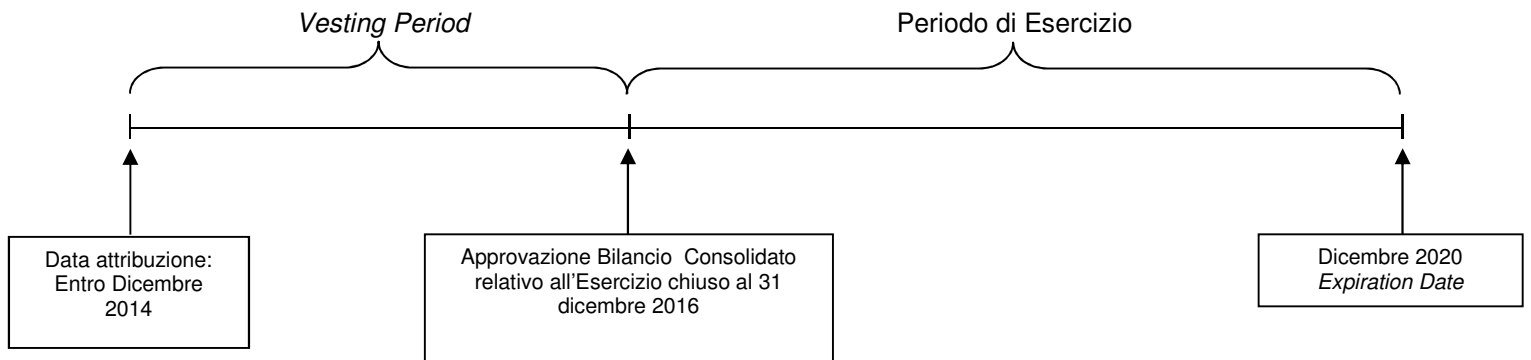 Vesting Period
Periodo di Esercizio
Data attribuzione:
Entro Dicembre
2014
Approvazione Bilancio Consolidato
relativo all'Esercizio chiuso al 31
dicembre 2016
Dicembre 2020
Expiration Date